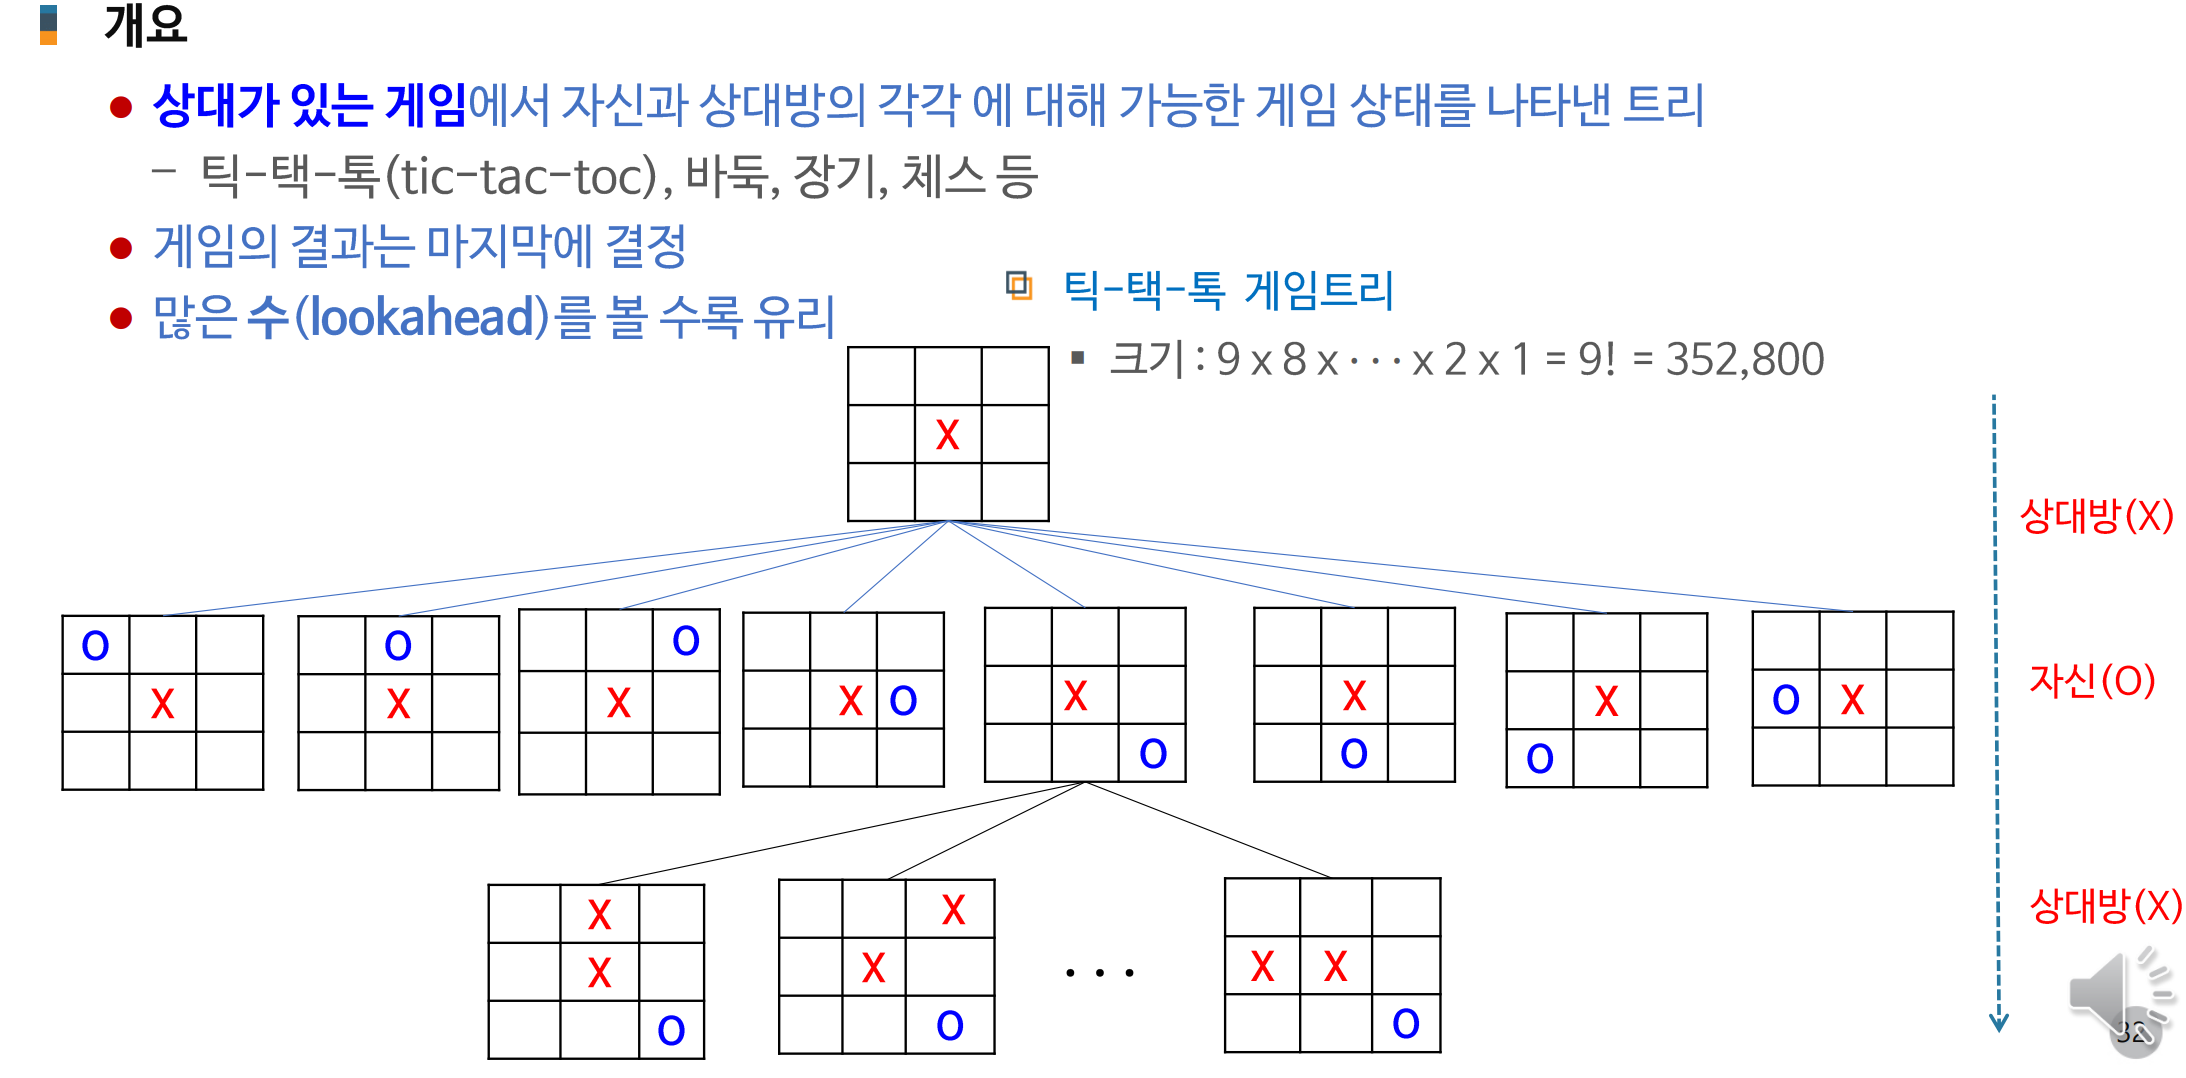 개요
상대가 있는 게임에서 자신과 상대방의 각각 에 대해 가능한 게임 상태를 나타낸 트리
- 틱-택-톡(tic-tac-toc), 바둑, 장기, 체스 등
게임의 결과는 마지막에 결정
많은 수(lookahead)를 볼 수록 유리
틱-택-톡 게임트리
크기 : 9 x 8 x · · · x 2 x 1 = 9! = 352,800
X
상대방(X)
O
X
O
X
O
X
X O
X
O
X
O
X
O
O X
자신(O)
X
X
O
X
X
O
· · ·
X X
O
상대방(X)
32